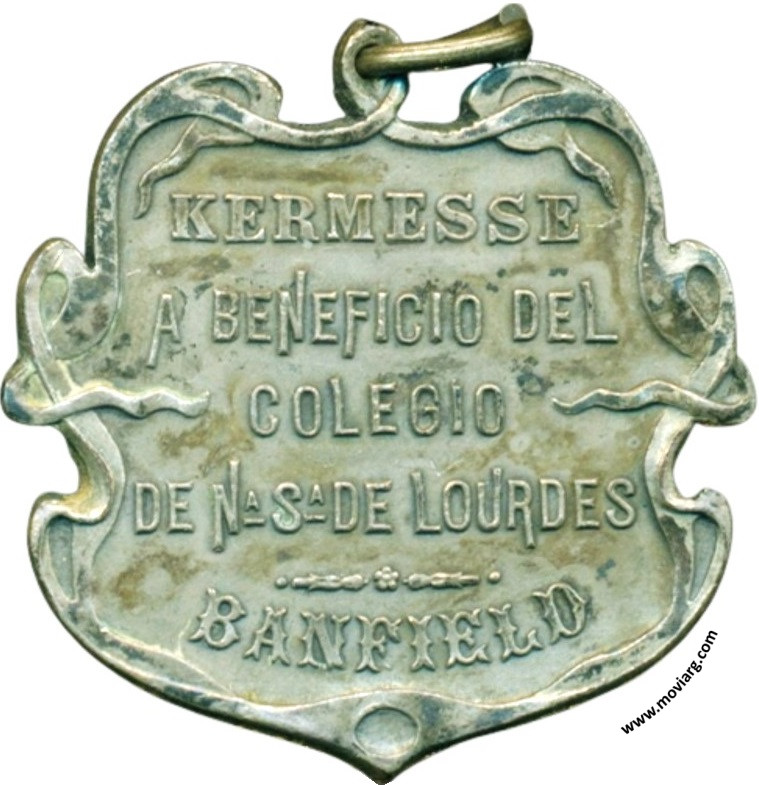 KERMESSE
A BENEFICIO DEL
COLEGIO
DE Nª Sª DE LOURDES
BANFIELD
www.moviarg.com